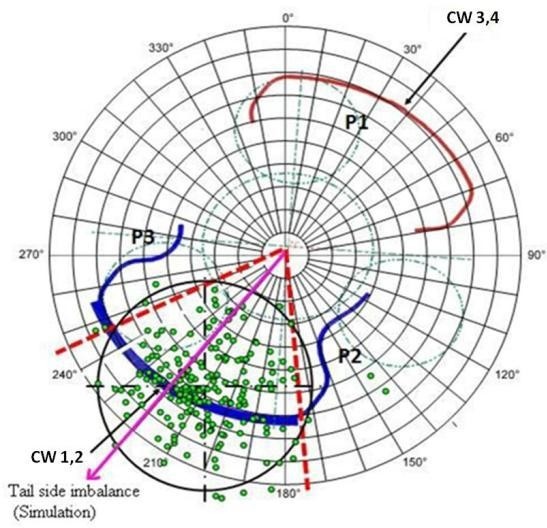 0°
CW 3,4
330°
30°
P1
300°
60°
P3
270°
90°
P2
240°
120°
CW 1,2
210°
150°
Tail side imbalance
180°
(Simulation)